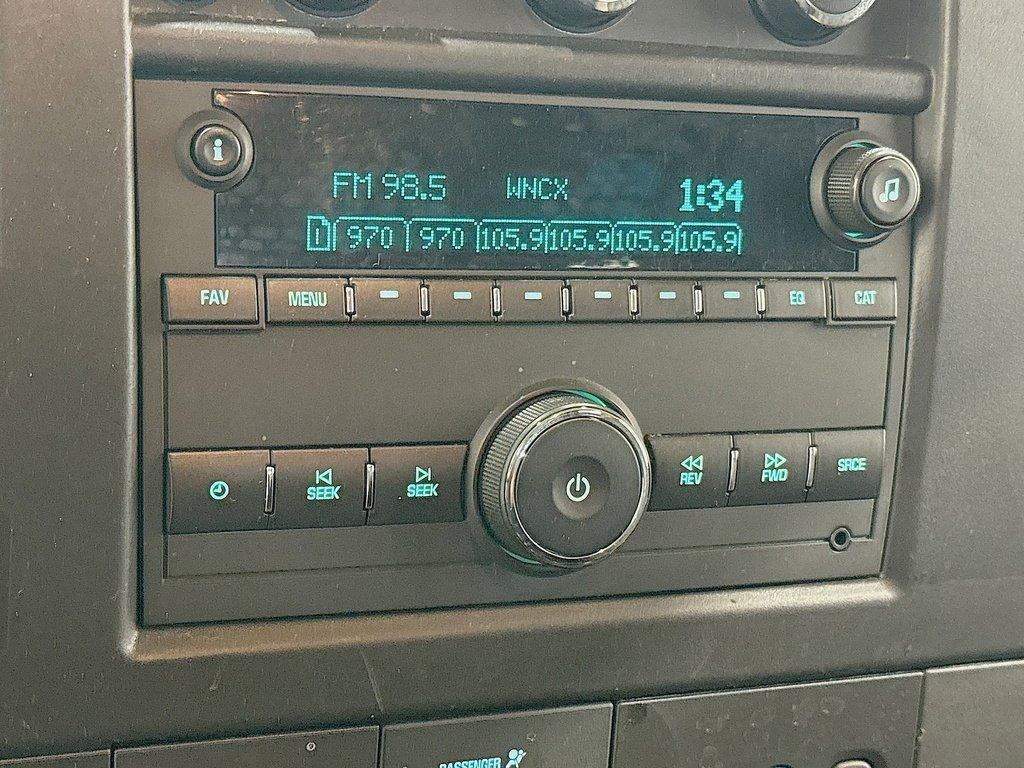 i
FM 98.5 WNCX 1:34
1 970 970 105.9 105.9 105.9 105.9
FAV MENU EQ CAT
SEEK SEEK REV FWD SRCE
PASSENGER